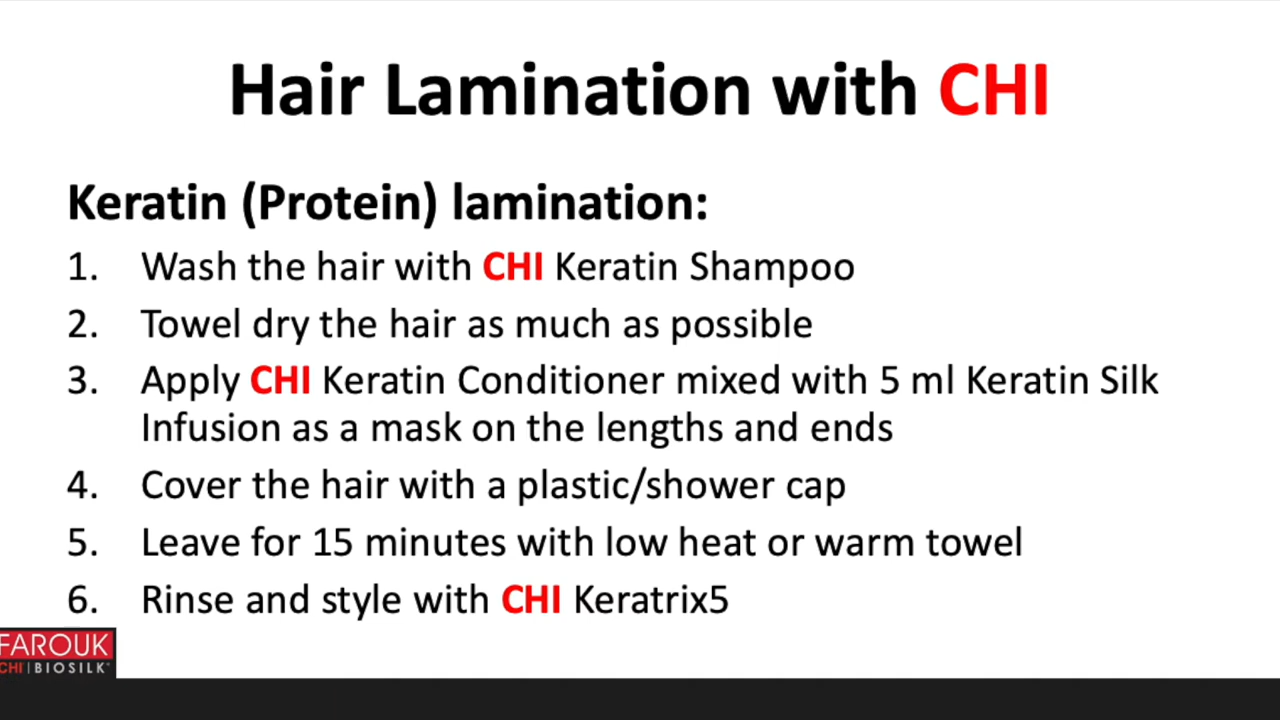 Hair Lamination with CHI
Keratin (Protein) lamination:
1. Wash the hair with CHI Keratin Shampoo
2. Towel dry the hair as much as possible
3. Apply CHI Keratin Conditioner mixed with 5 ml Keratin Silk
Infusion as a mask on the lengths and ends
4. Cover the hair with a plastic/shower cap
5. Leave for 15 minutes with low heat or warm towel
6. Rinse and style with CHI Keratrix5
FAROUK
CHI | BIOSILK